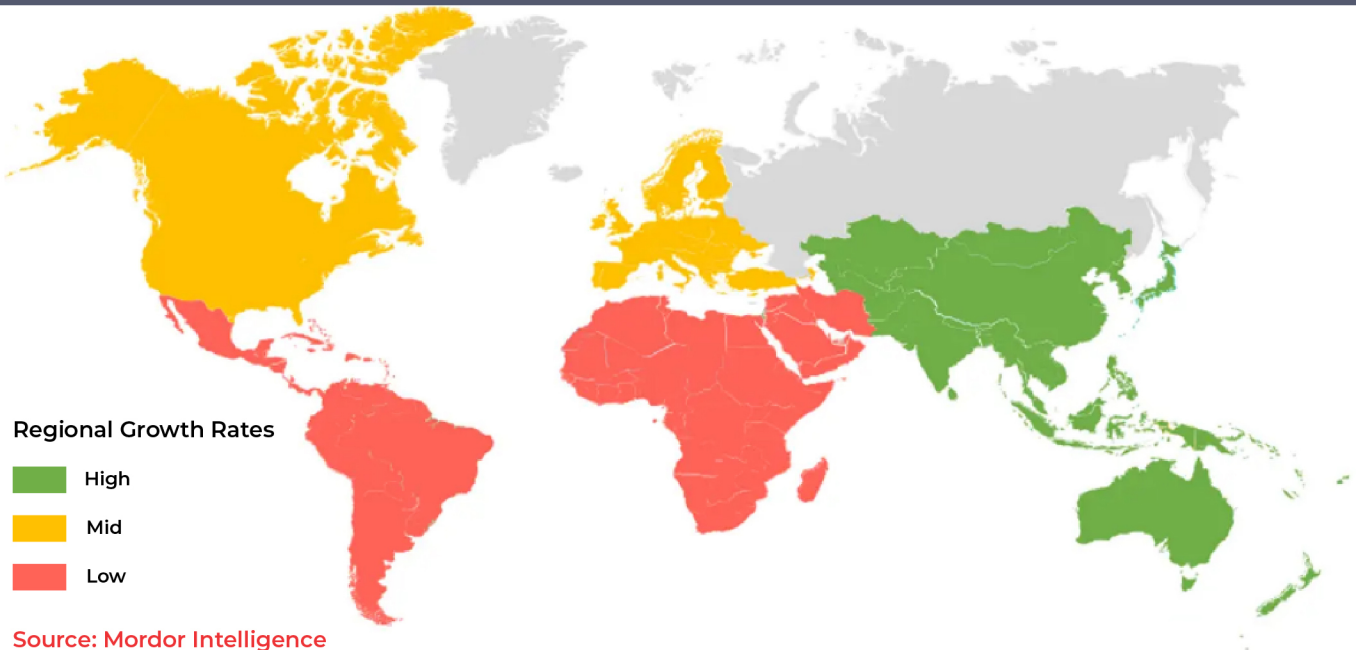 Regional Growth Rates
High
Mid
Low
Source: Mordor Intelligence